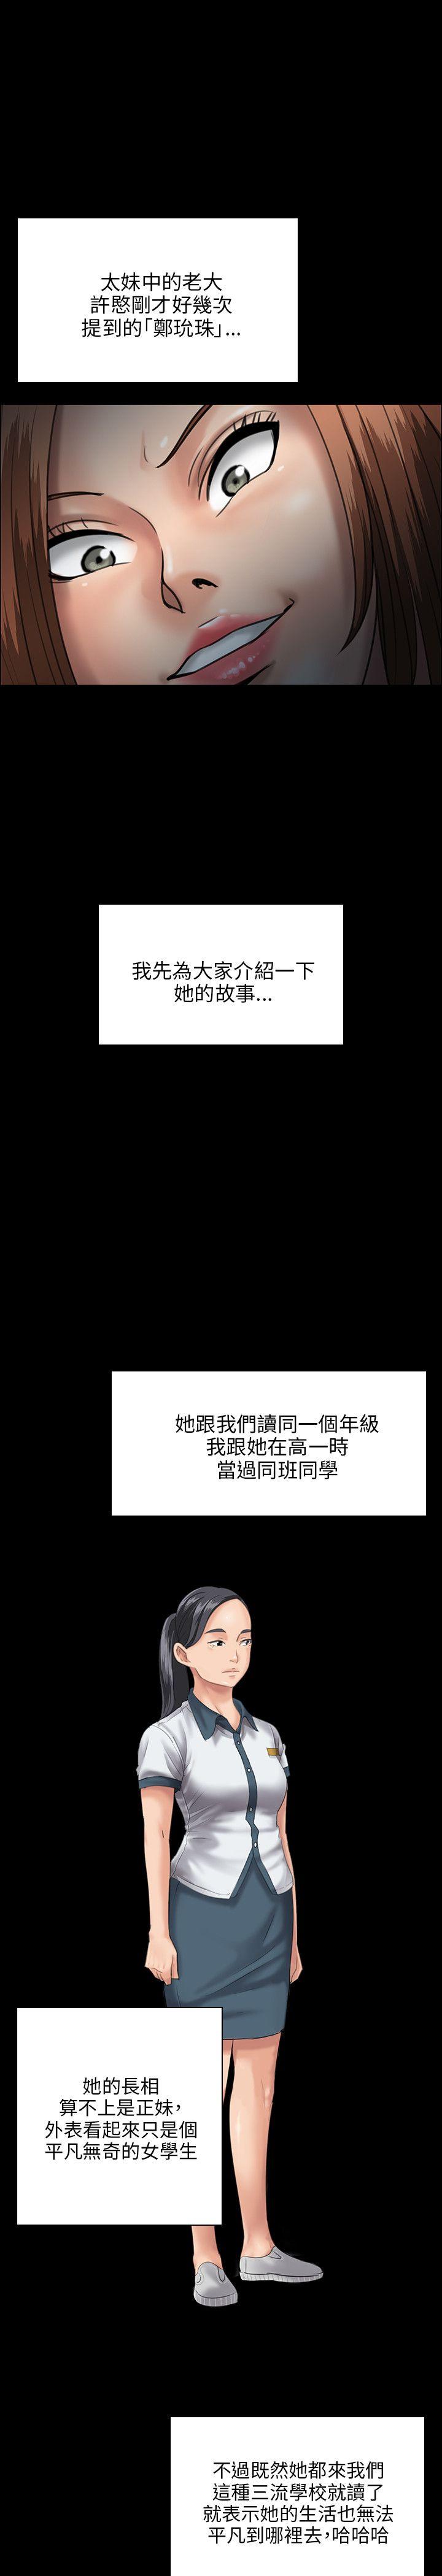 太妹中的老大
許愍剛才好幾次
提到的「鄭玧珠」...
我先為大家介紹一下
她的故事...
她跟我們讀同一個年級
我跟她在高一時
當過同班同學
她的長相
算不上是正妹，
外表看起來只是個
平凡無奇的女學生
不過既然她都來我們
這種三流學校就讀了
就表示她的生活也無法
平凡到哪裡去，哈哈哈